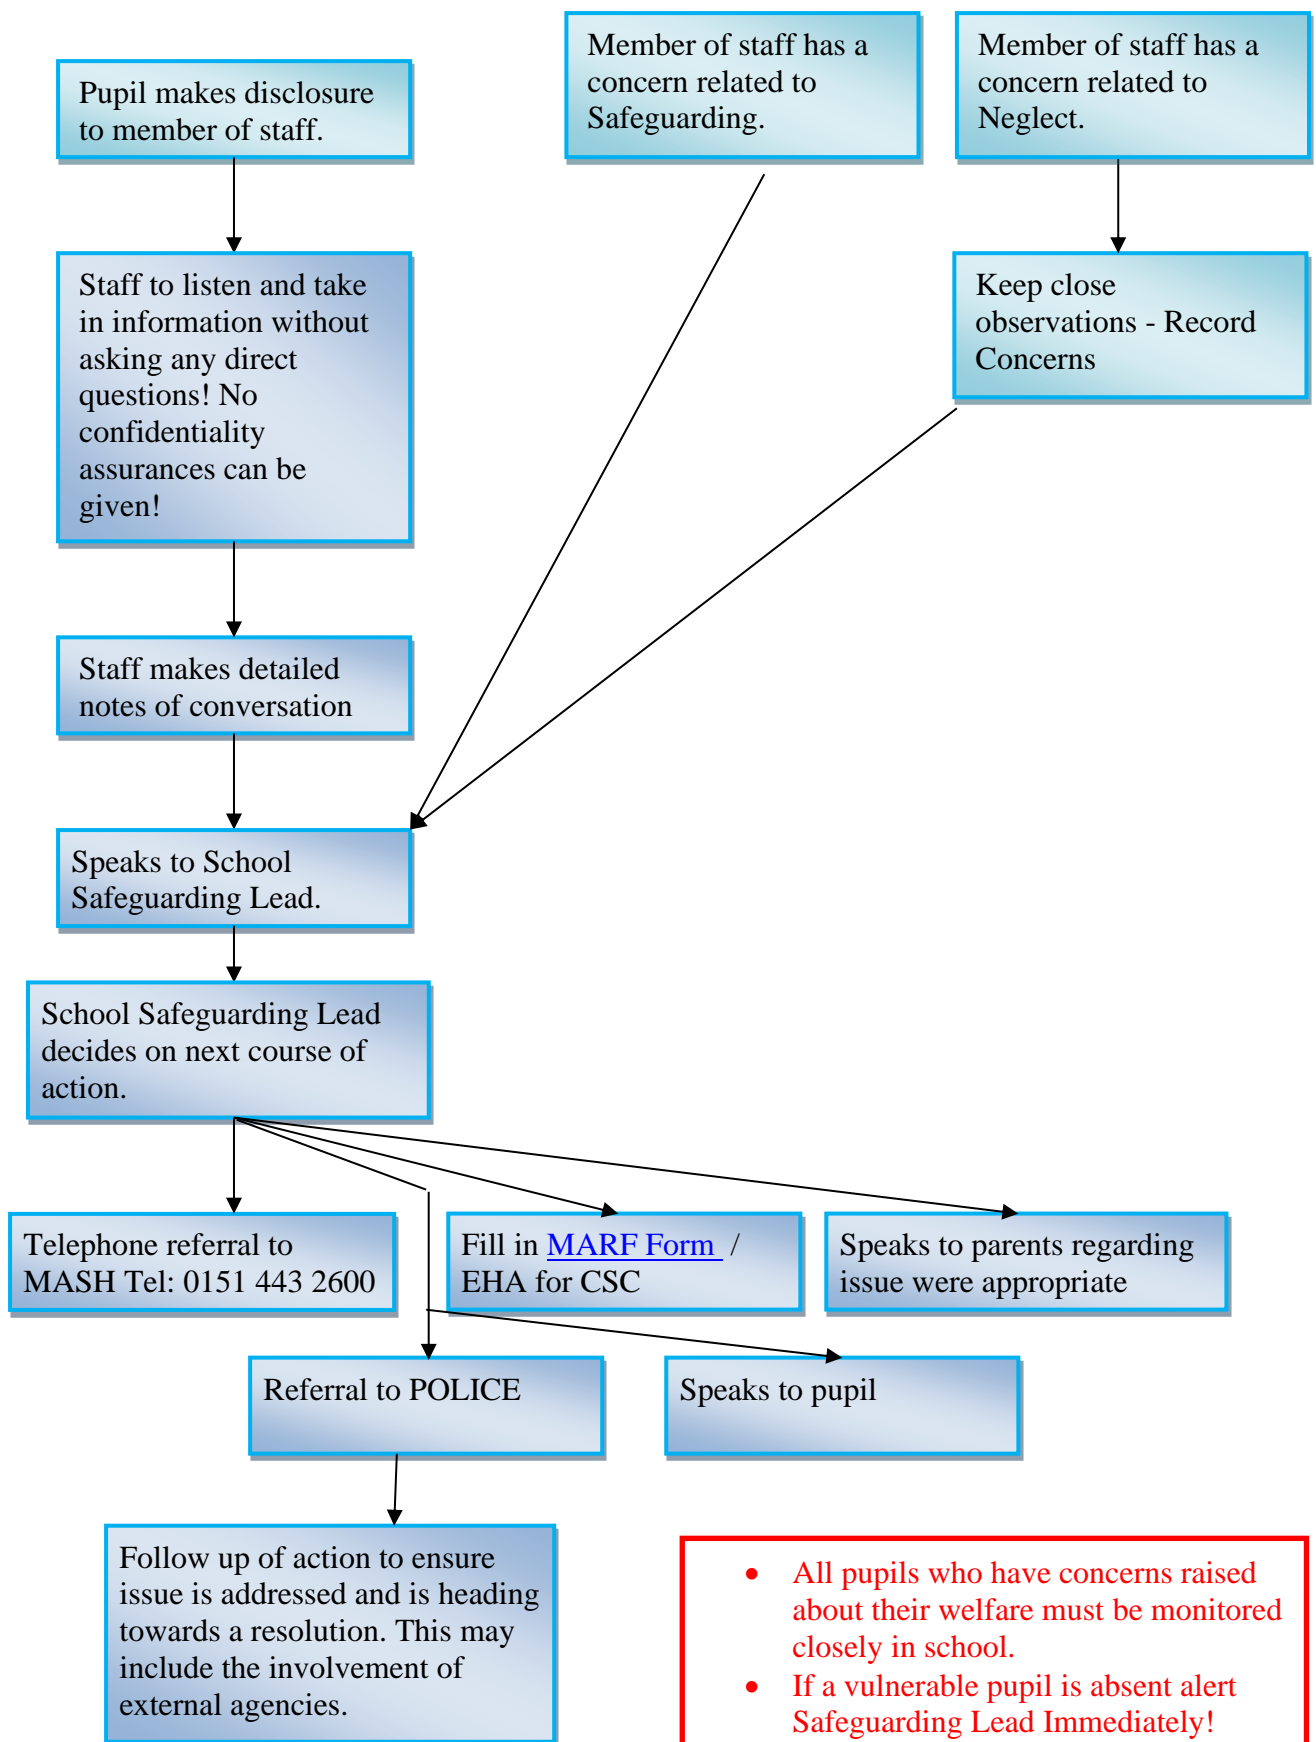 Pupil makes disclosure
to member of staff.
Member of staff has a
concern related to
Safeguarding.
Member of staff has a
concern related to
Neglect.
Staff to listen and take
in information without
asking any direct
questions! No
confidentiality
assurances can be
given!
Keep close
observations - Record
Concerns
Staff makes detailed
notes of conversation
Speaks to School
Safeguarding Lead.
School Safeguarding Lead
decides on next course of
action.
Telephone referral to
MASH Tel: 0151 443 2600
Fill in MARF Form /
EHA for CSC
Speaks to parents regarding
issue were appropriate
Referral to POLICE
Speaks to pupil
Follow up of action to ensure
issue is addressed and is heading
towards a resolution. This may
include the involvement of
external agencies.
• All pupils who have concerns raised
about their welfare must be monitored
closely in school.
• If a vulnerable pupil is absent alert
Safeguarding Lead Immediately!